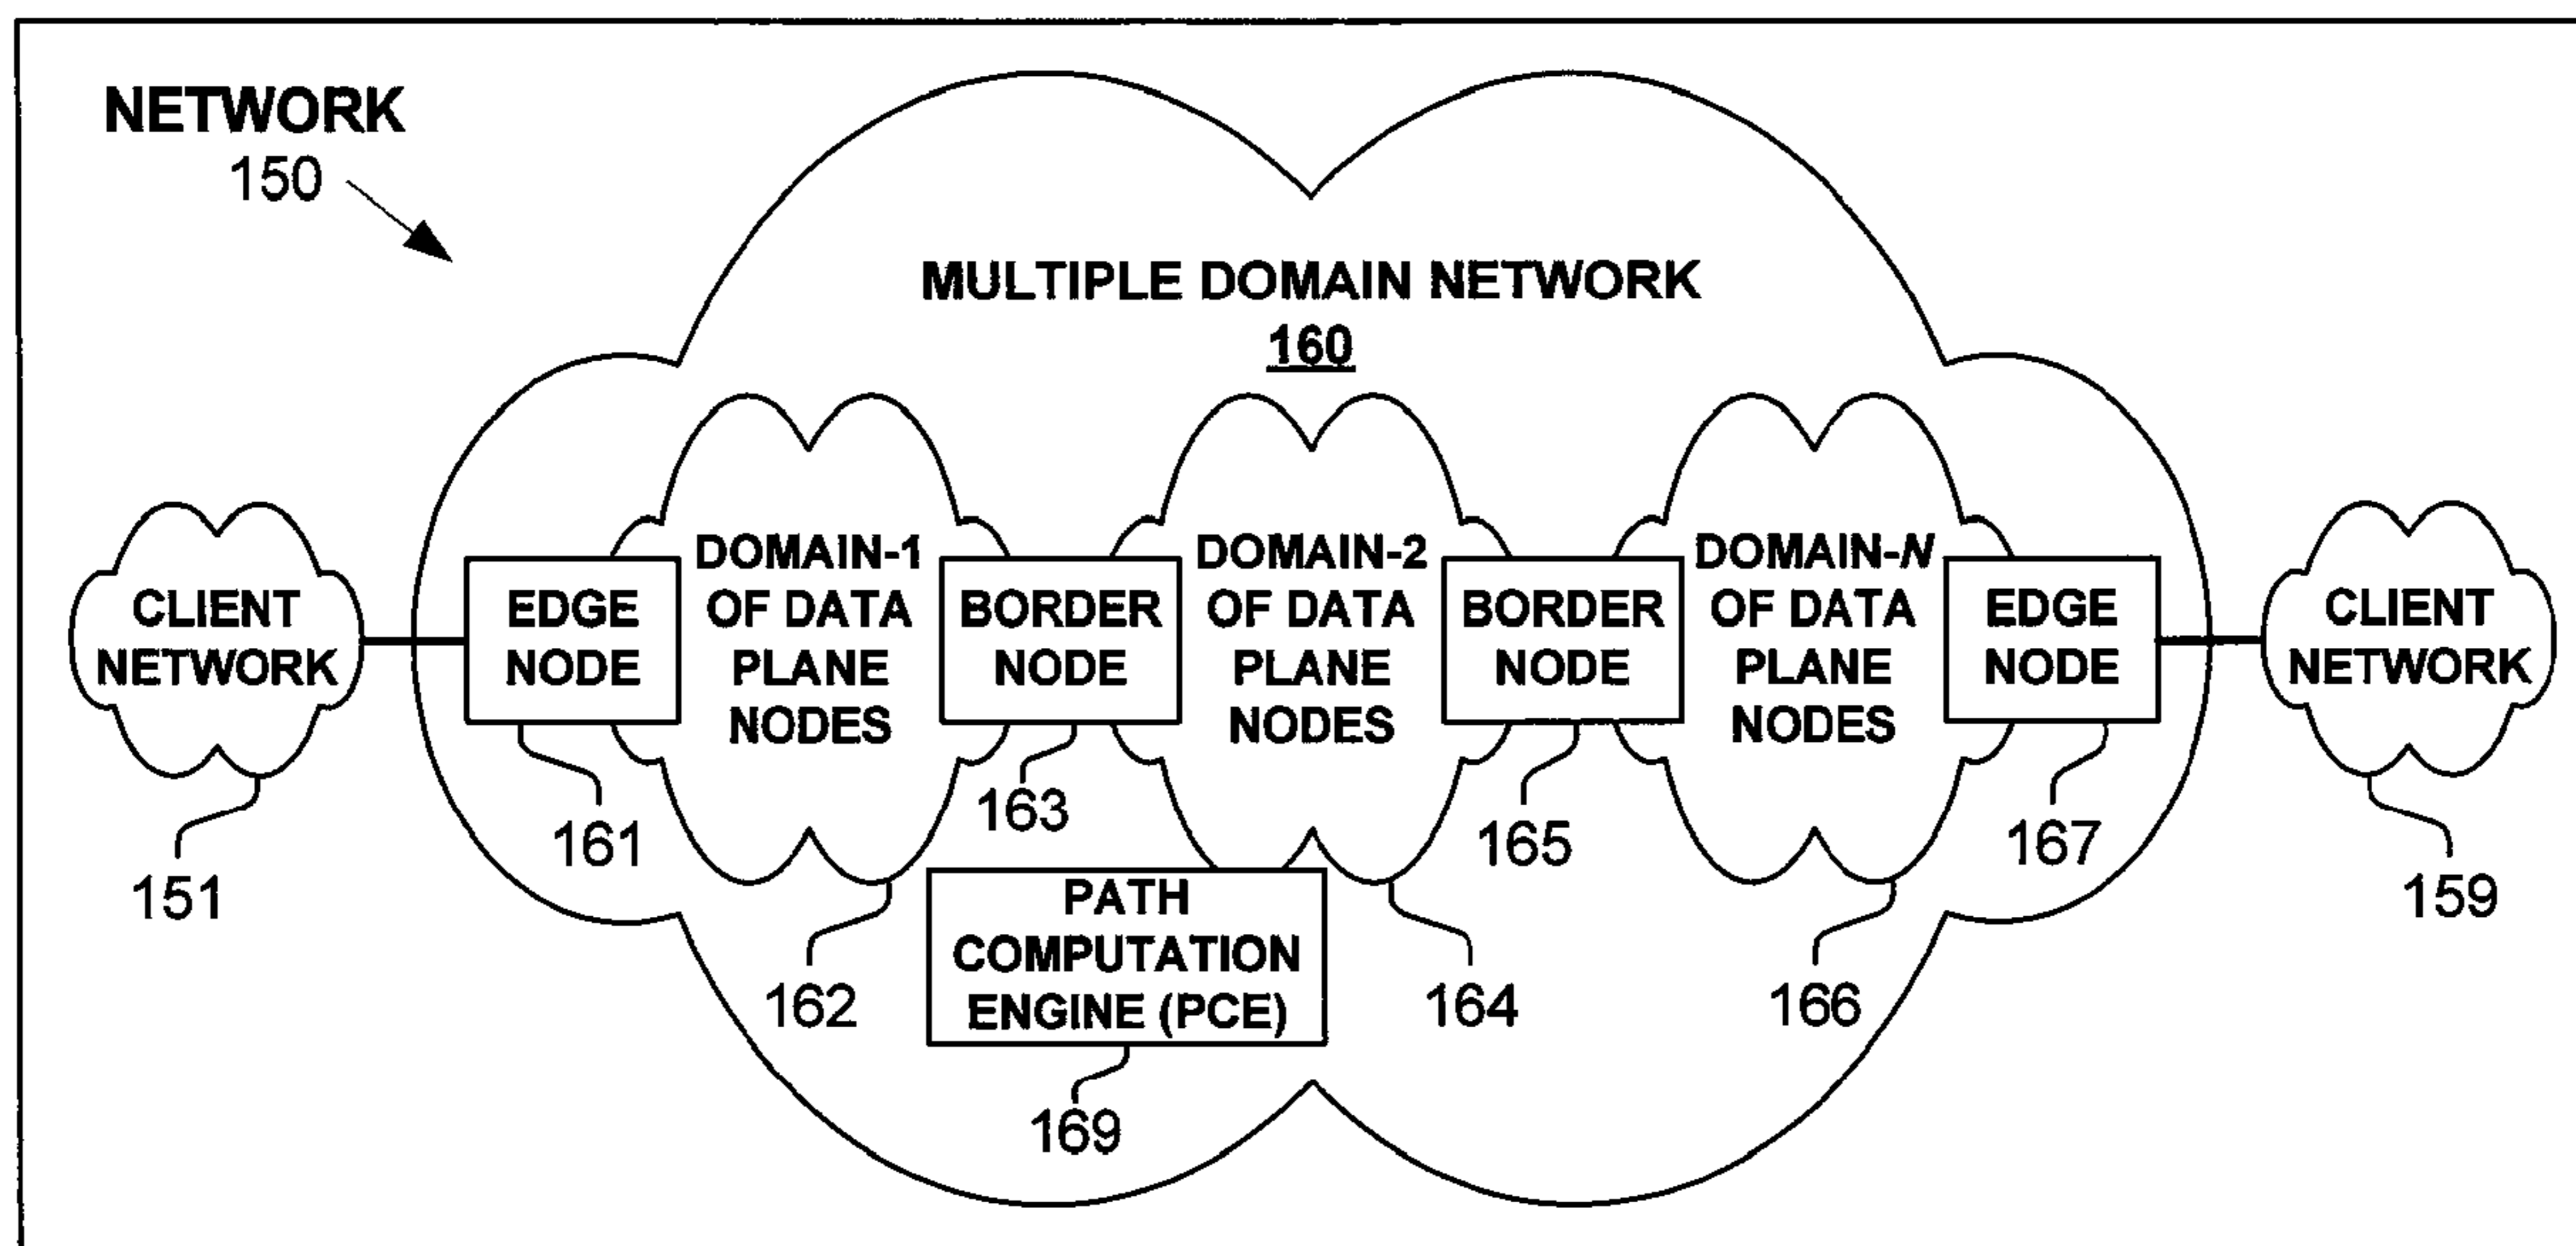 NETWORK
150
MULTIPLE DOMAIN NETWORK
160
CLIENT
NETWORK
EDGE
NODE
DOMAIN-1
OF DATA
PLANE
NODES
BORDER
NODE
DOMAIN-2
OF DATA
PLANE
NODES
BORDER
NODE
DOMAIN-N
OF DATA
PLANE
NODES
EDGE
NODE
CLIENT
NETWORK
151
161
163
165
167
159
162
PATH
COMPUTATION
ENGINE (PCE)
164
166
169